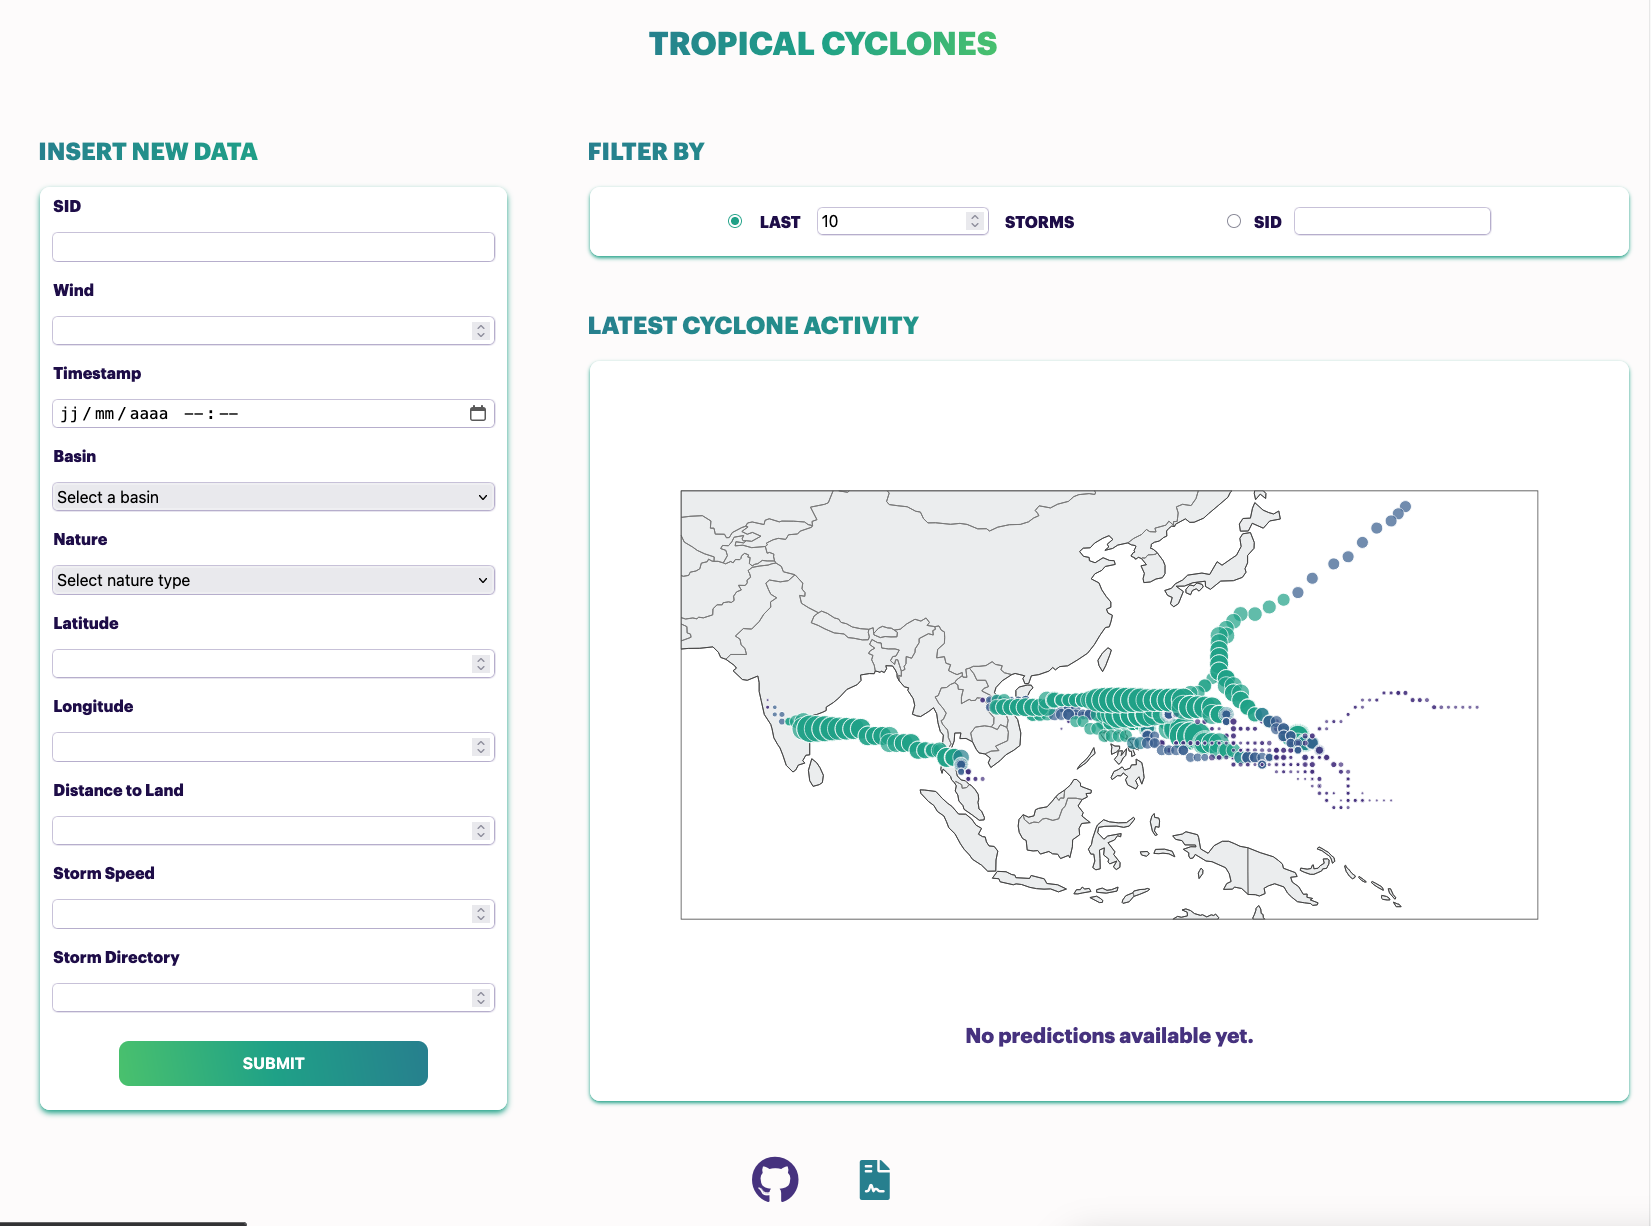 TROPICAL CYCLONES
INSERT NEW DATA
SID
Wind
Timestamp
jj/mm/aaaa --:--
Basin
Select a basin
Nature
Select nature type
Latitude
Longitude
Distance to Land
Storm Speed
Storm Directory
SUBMIT
FILTER BY
LAST 10 STORMS SID
LATEST CYCLONE ACTIVITY
No predictions available yet.